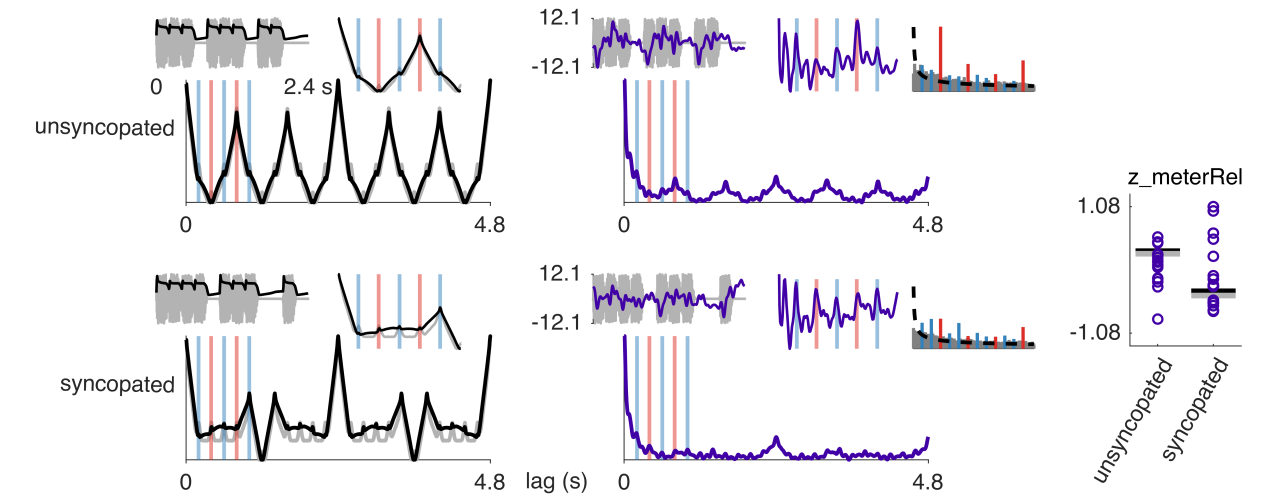 12.1
-12.1
0
2.4 s
unsyncopated
0
4.8
0
4.8
z_meterRel
1.08
-1.08
unsyncopated
syncopated
12.1
-12.1
syncopated
0
4.8
lag (s)
0
4.8